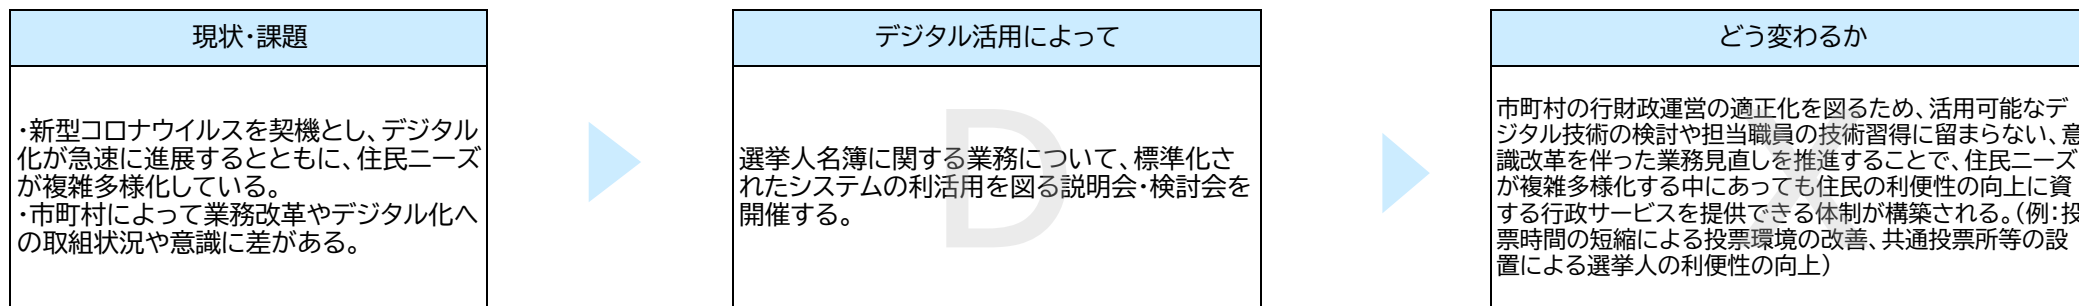 現状・課題
・新型コロナウイルスを契機とし、デジタル
化が急速に進展するとともに、住民ニーズ
が複雑多様化している。
・市町村によって業務改革やデジタル化へ
の取組状況や意識に差がある。
デジタル活用によって
選挙人名簿に関する業務について、標準化さ
れたシステムの利活用を図る説明会・検討会を
開催する。
D
どう変わるか
市町村の行財政運営の適正化を図るため、活用可能なデ
ジタル技術の検討や担当職員の技術習得に留まらない、意
識改革を伴った業務見直しを推進することで、住民ニーズ
が複雑多様化する中にあっても住民の利便性の向上に資
する行政サービスを提供できる体制が構築される。（例：投
票時間の短縮による投票環境の改善、共通投票所等の設
置による選挙人の利便性の向上）
X